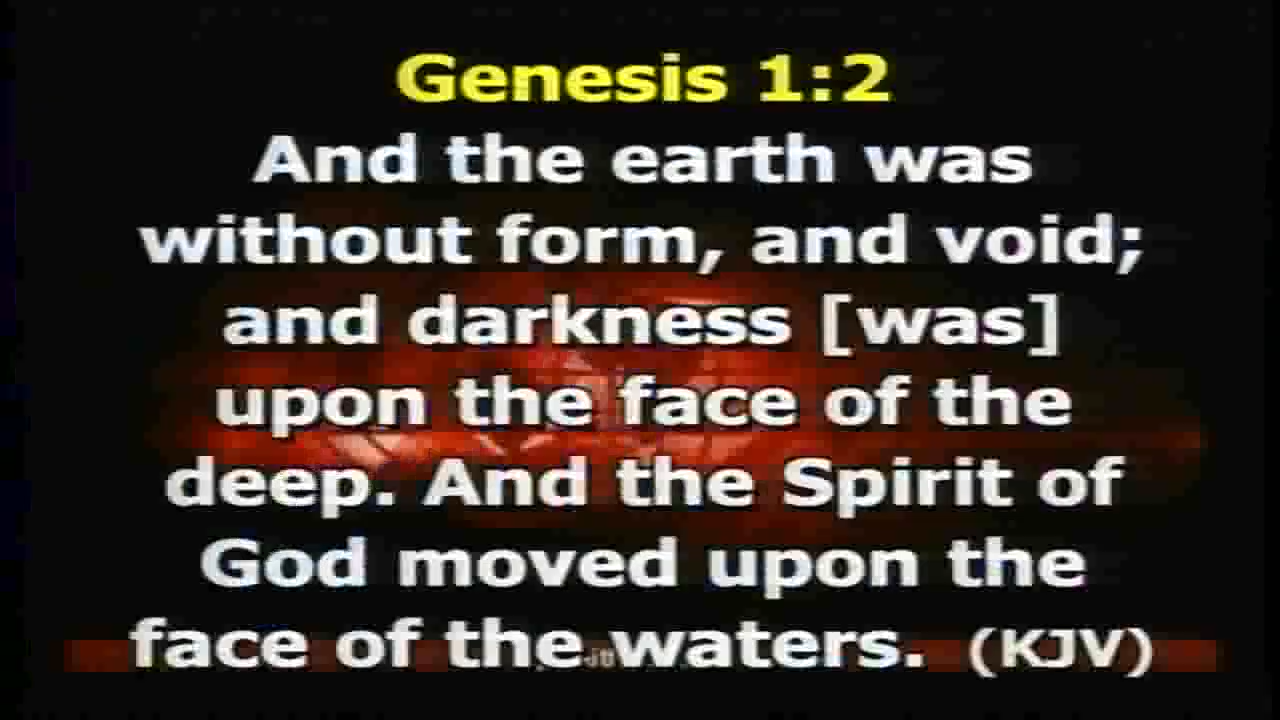 Genesis 1:2
And the earth was
without form, and void;
and darkness [was]
upon the face of the
deep. And the Spirit of
God moved upon the
face of the waters. (KJV)